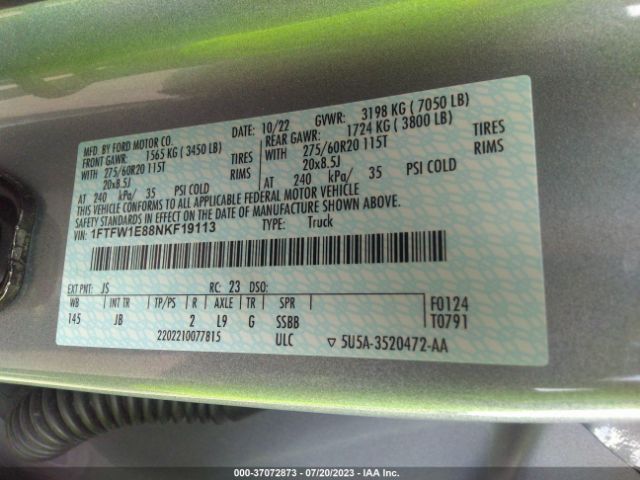 MFD. BY FORD MOTOR CO. DATE: 10/22 GVWR: 3198 KG ( 7050 LB)
FRONT GAWR: 1565 KG ( 3450 LB) REAR GAWR: 1724 KG ( 3800 LB)
WITH 275/60R20 115T TIRES WITH 275/60R20 115T TIRES
20x8.5J RIMS 20x8.5J RIMS
AT 240 kPa/ 35 PSI COLD AT 240 kPa/ 35 PSI COLD
THIS VEHICLE CONFORMS TO ALL APPLICABLE FEDERAL MOTOR VEHICLE
SAFETY STANDARDS IN EFFECT ON THE DATE OF MANUFACTURE SHOWN ABOVE.
VIN: 1FTFW1E88NKF19113 TYPE: Truck
EXT PNT: JS RC: 23 DSO:
WB INT TR TP/PS R AXLE TR SPR F0124
145 JB 2 L9 G SSBB T0791
2202210077815 ULC ▽ 5U5A-3520472-AA
000-37072873 / 07/20/2023 - IAA Inc.